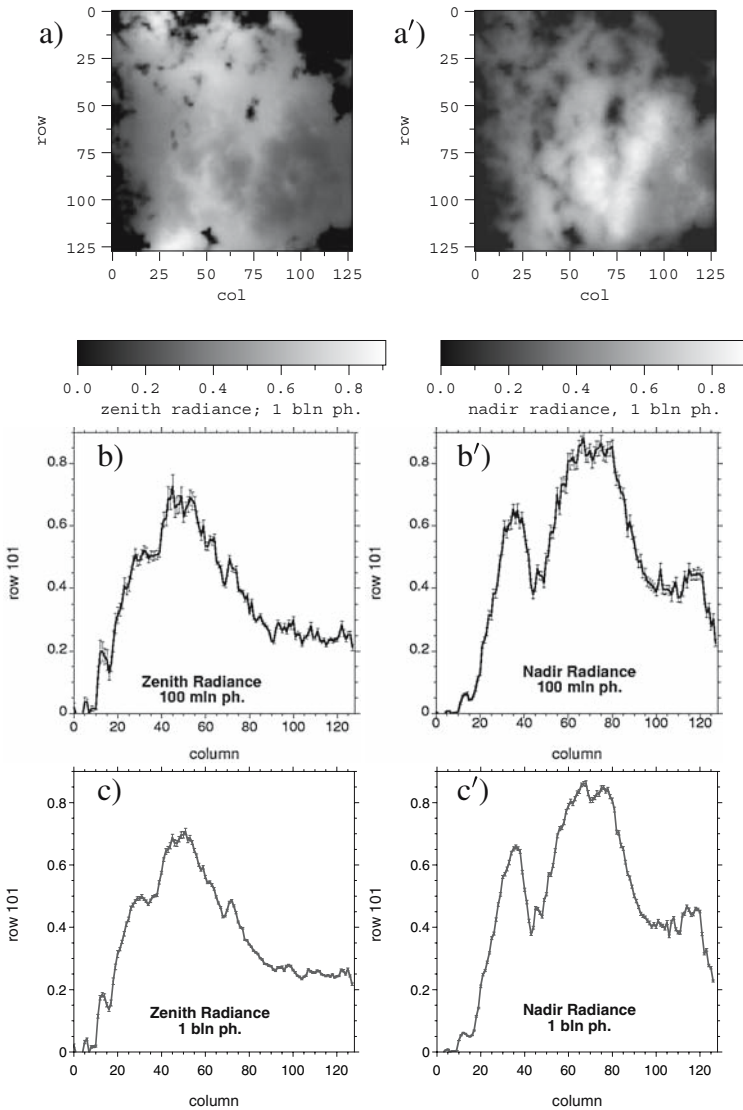 a)
a′)
0
25
50
75
100
125
row
0 25 50 75 100 125
col
0
25
50
75
100
125
row
0 25 50 75 100 125
col
0.0 0.2 0.4 0.6 0.8
zenith radiance; 1 bln ph.
0.0 0.2 0.4 0.6 0.8
nadir radiance, 1 bln ph.
b)
0.8
0.6
0.4
0.2
0
row 101
Zenith Radiance
100 mln ph.
0 20 40 60 80 100 120
column
b′)
0.8
0.6
0.4
0.2
0
row 101
Nadir Radiance
100 mln ph.
0 20 40 60 80 100 120
column
c)
0.8
0.6
0.4
0.2
0
row 101
Zenith Radiance
1 bln ph.
0 20 40 60 80 100 120
column
c′)
0.8
0.6
0.4
0.2
0
row 101
Nadir Radiance
1 bln ph.
0 20 40 60 80 100 120
column